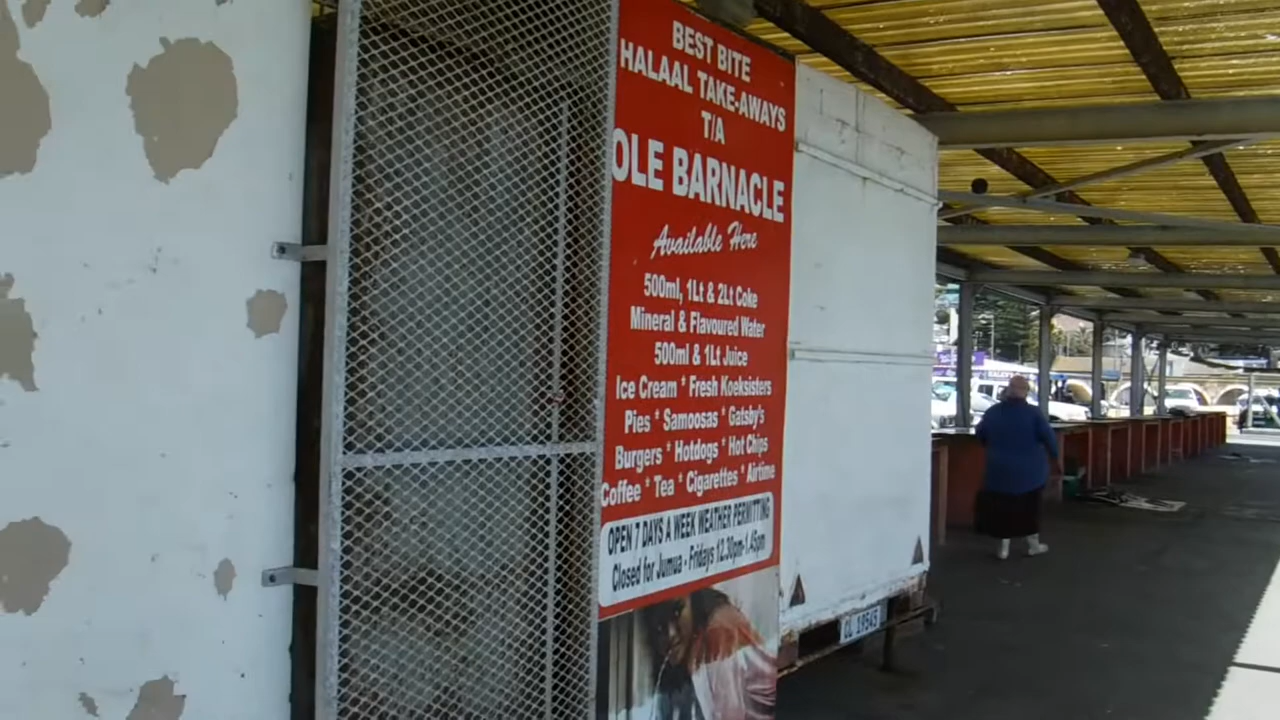 BEST BITE
HALAAL TAKE-AWAYS
T/A
OLE BARNACLE
Available Here
500ml, 1Lt & 2Lt Coke
Mineral & Flavoured Water
500ml & 1Lt Juice
Ice Cream * Fresh Koeksisters
Pies * Samoosas * Gatsby's
Burgers * Hotdogs * Hot Chips
Coffee * Tea * Cigarettes * Airtime
OPEN 7 DAYS A WEEK WEATHER PERMITTING
Closed for Jumua - Fridays 12.30pm-1.45pm
CL 19545